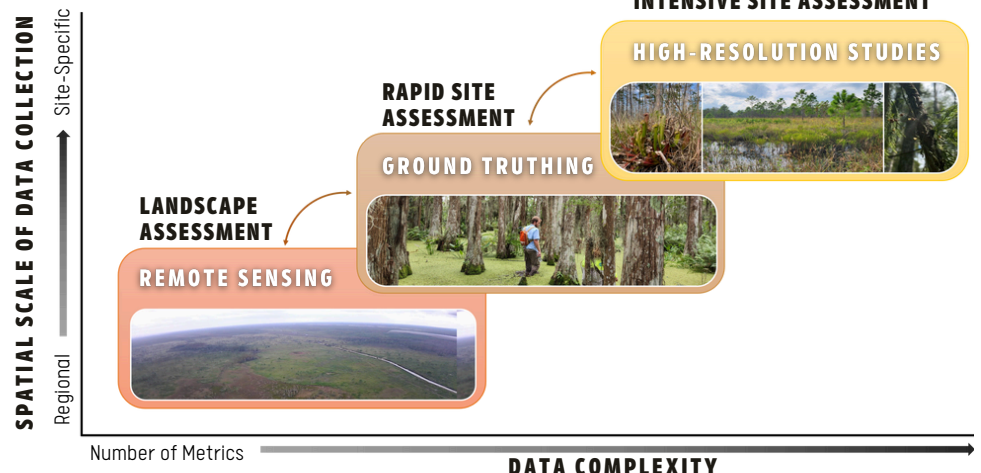 INTENSIVE SITE ASSESSMENT
HIGH-RESOLUTION STUDIES
RAPID SITE
ASSESSMENT
GROUND TRUTHING
LANDSCAPE
ASSESSMENT
REMOTE SENSING
SPATIAL SCALE OF DATA COLLECTION
Site-Specific
Regional
Number of Metrics
DATA COMPLEXITY